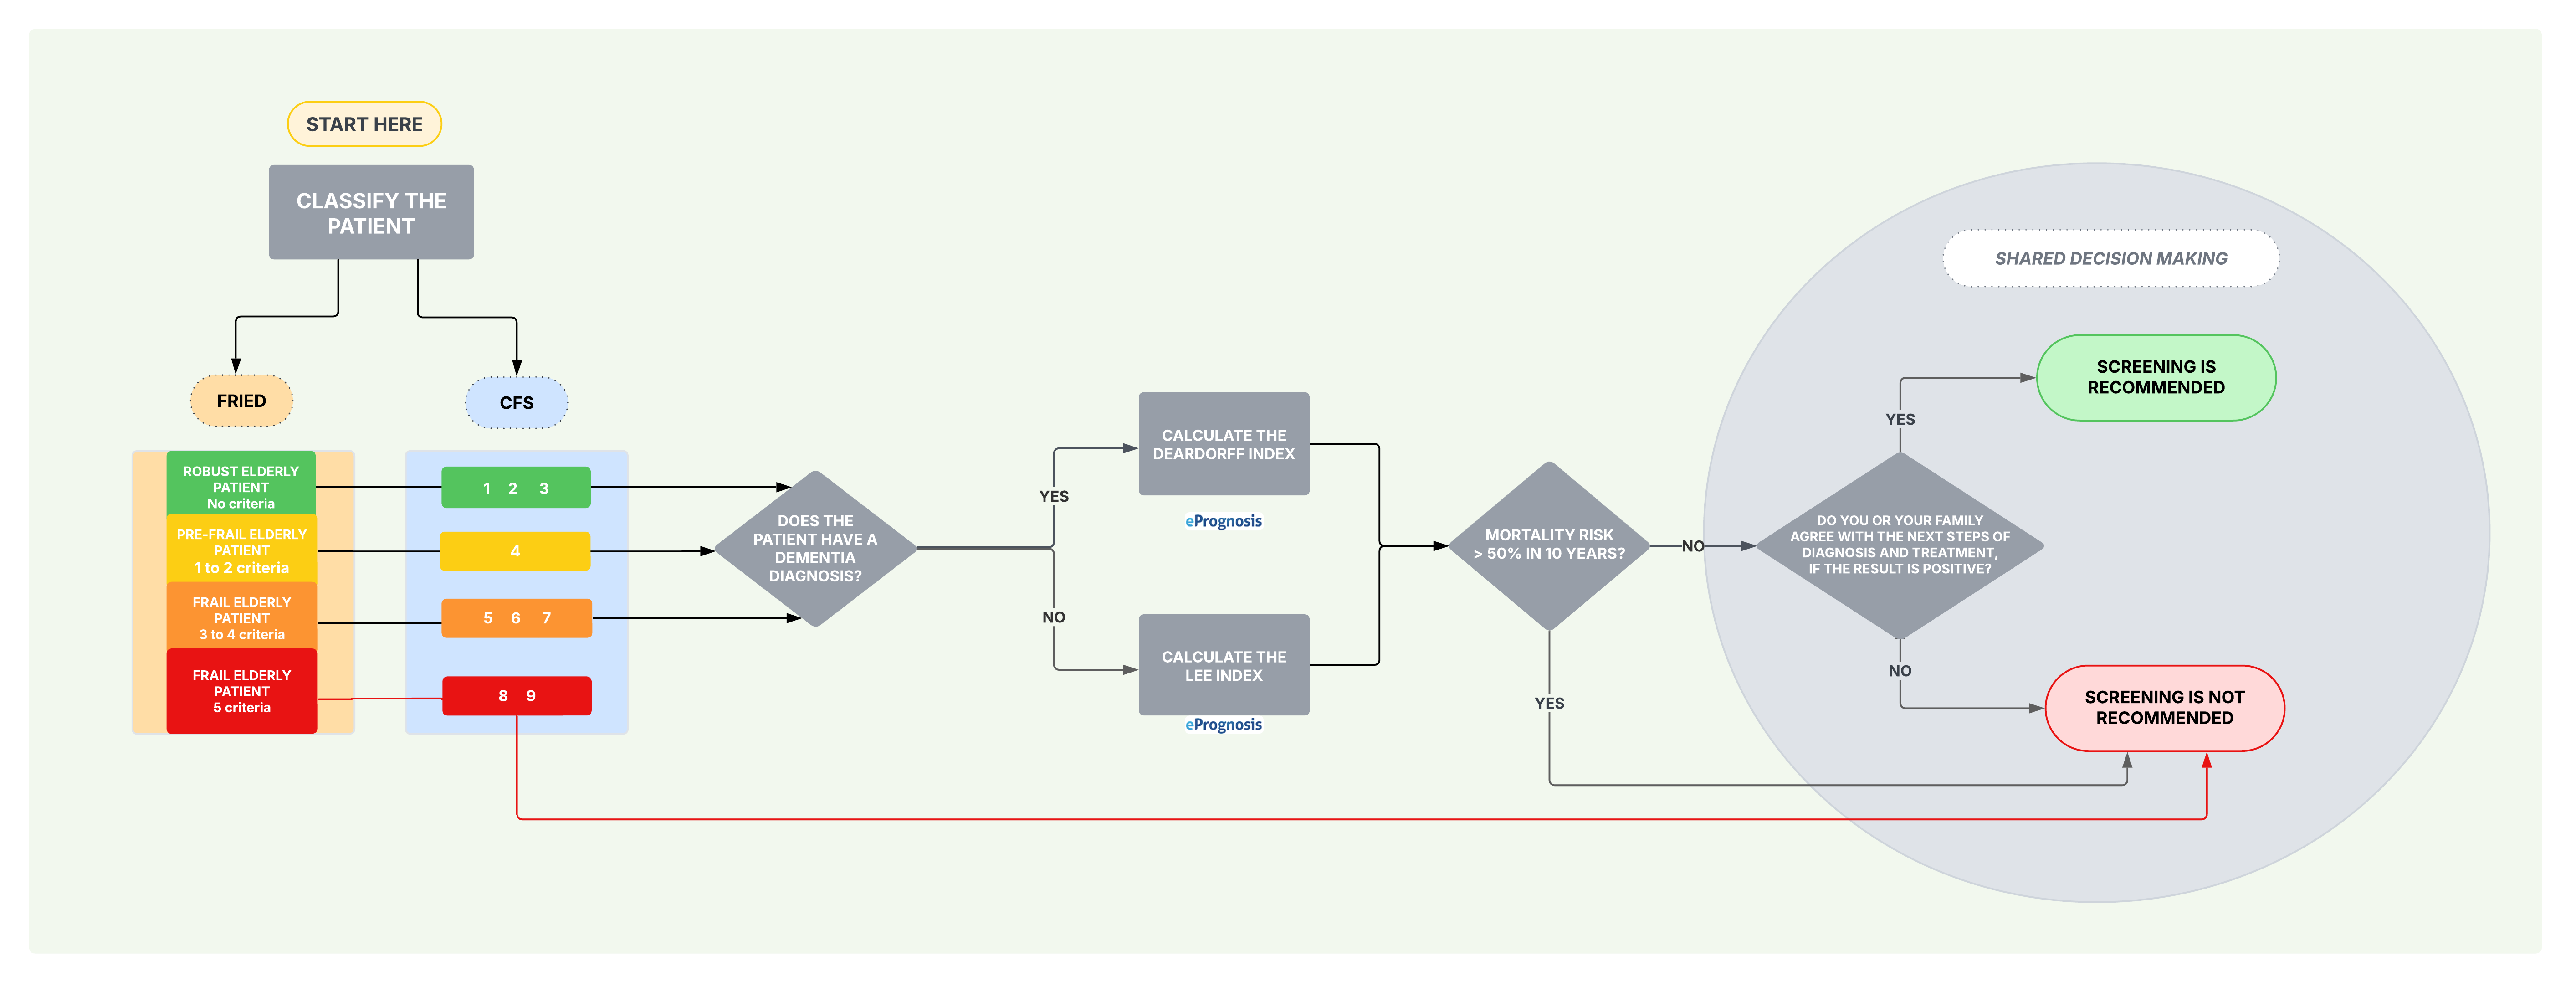 START HERE
CLASSIFY THE
PATIENT
FRIED
CFS
ROBUST ELDERLY
PATIENT
No criteria
1 2 3
PRE-FRAIL ELDERLY
PATIENT
1 to 2 criteria
4
FRAIL ELDERLY
PATIENT
3 to 4 criteria
5 6 7
FRAIL ELDERLY
PATIENT
5 criteria
8 9
DOES THE
PATIENT HAVE A
DEMENTIA
DIAGNOSIS?
YES
NO
CALCULATE THE
DEARDORFF INDEX
ePrognosis
CALCULATE THE
LEE INDEX
ePrognosis
MORTALITY RISK
> 50% IN 10 YEARS?
NO
YES
SHARED DECISION MAKING
DO YOU OR YOUR FAMILY
AGREE WITH THE NEXT STEPS OF
DIAGNOSIS AND TREATMENT,
IF THE RESULT IS POSITIVE?
YES
SCREENING IS
RECOMMENDED
NO
SCREENING IS NOT
RECOMMENDED